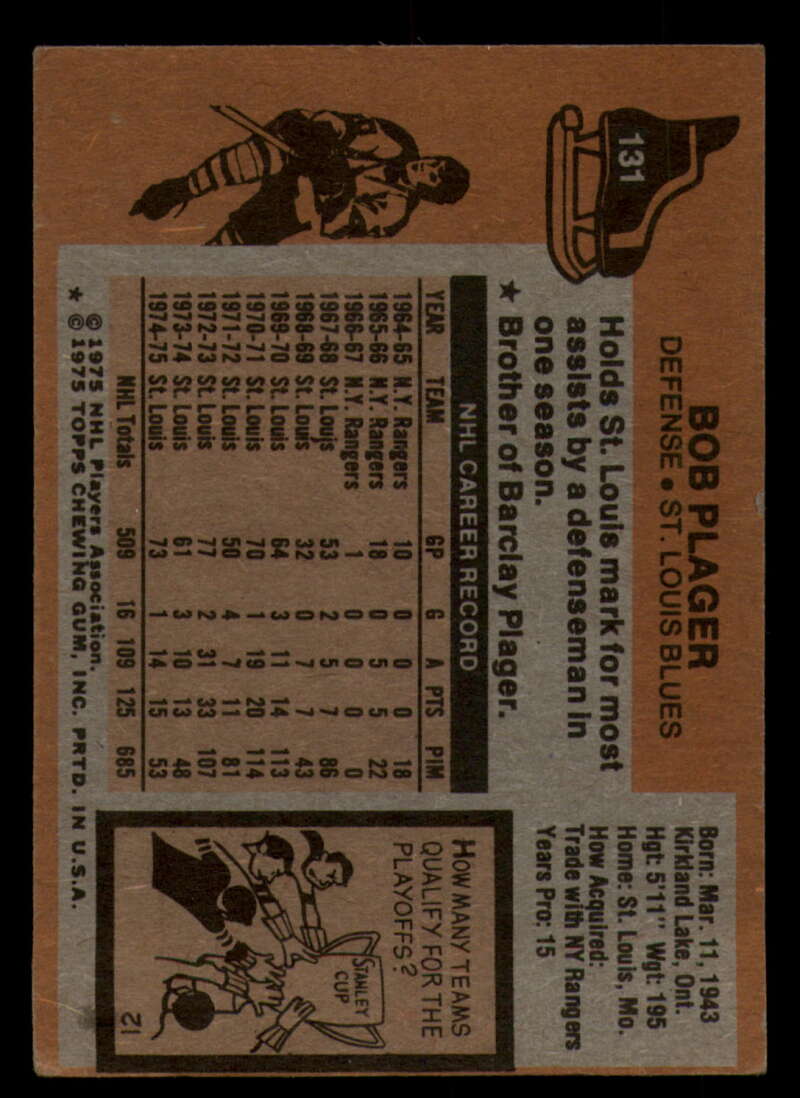 131
BOB PLAGER
DEFENSE • ST. LOUIS BLUES
Holds St. Louis mark for most
assists by a defenseman in
one season.
★ Brother of Barclay Plager.
NHL CAREER RECORD
YEAR TEAM GP G A PTS PIM
1964-65 N.Y. Rangers 10 0 0 0 18
1965-66 N.Y. Rangers 18 0 5 5 22
1966-67 N.Y. Rangers 1 0 0 0 0
1967-68 St. Louis 53 2 5 7 86
1968-69 St. Louis 32 0 7 7 43
1969-70 St. Louis 64 3 11 14 113
1970-71 St. Louis 70 1 19 20 114
1971-72 St. Louis 50 4 7 11 81
1972-73 St. Louis 77 2 31 33 107
1973-74 St. Louis 61 3 10 13 48
1974-75 St. Louis 73 1 14 15 53
NHL Totals 509 16 109 125 685
© 1975 NHL Players Association.
* © 1975 TOPPS CHEWING GUM, INC. PRTD. IN U.S.A.
Born: Mar. 11, 1943
Kirkland Lake, Ont.
Hgt: 5'11" Wgt: 195
Home: St. Louis, Mo.
How Acquired:
Trade with NY Rangers
Years Pro: 15
HOW MANY TEAMS
QUALIFY FOR THE
PLAYOFFS?
STANLEY
CUP
12